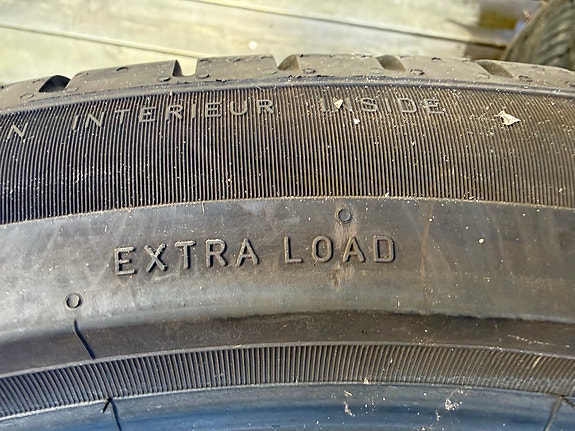 N INTERIEUR INSIDE
EXTRA LOAD